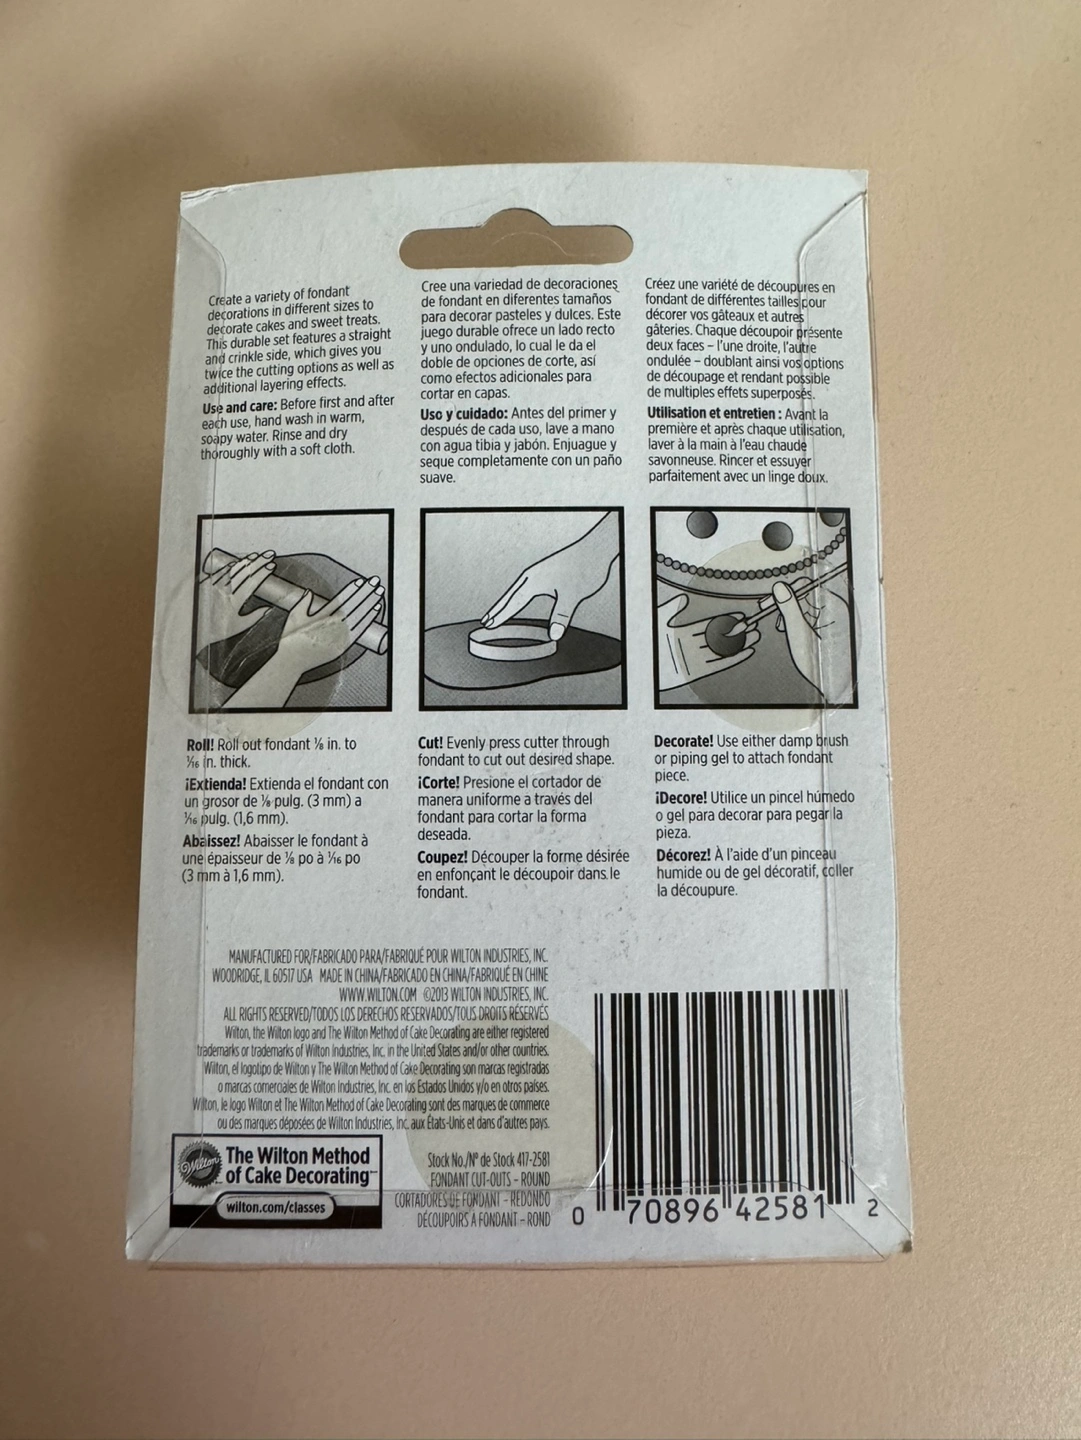 Create a variety of fondant
decorations in different sizes to
decorate cakes and sweet treats.
This durable set features a straight
and crinkle side, which gives you
twice the cutting options as well as
additional layering effects.
Use and care: Before first and after
each use, hand wash in warm,
soapy water. Rinse and dry
thoroughly with a soft cloth.
Cree una variedad de decoraciones
de fondant en diferentes tamaños
para decorar pasteles y dulces. Este
juego durable ofrece un lado recto
y uno ondulado, lo cual le da el
doble de opciones de corte, así
como efectos adicionales para
cortar en capas.
Uso y cuidado: Antes del primer y
después de cada uso, lave a mano
con agua tibia y jabón. Enjuague y
seque completamente con un paño
suave.
Créez une variété de découpures en
fondant de différentes tailles pour
décorer vos gâteaux et autres
gâteries. Chaque découpoir présente
deux faces – l'une droite, l'autre
ondulée – doublant ainsi vos options
de découpage et rendant possible
de multiples effets superposés.
Utilisation et entretien : Avant la
première et après chaque utilisation,
laver à la main à l'eau chaude
savonneuse. Rincer et essuyer
parfaitement avec un linge doux.
Roll! Roll out fondant ⅛ in. to
1⁄16 in. thick.
¡Extienda! Extienda el fondant con
un grosor de ⅛ pulg. (3 mm) a
1⁄16 pulg. (1,6 mm).
Abaissez! Abaisser le fondant à
une épaisseur de ⅛ po à 1⁄16 po
(3 mm à 1,6 mm).
Cut! Evenly press cutter through
fondant to cut out desired shape.
¡Corte! Presione el cortador de
manera uniforme a través del
fondant para cortar la forma
deseada.
Coupez! Découper la forme désirée
en enfonçant le découpoir dans le
fondant.
Decorate! Use either damp brush
or piping gel to attach fondant
piece.
¡Decore! Utilice un pincel húmedo
o gel para decorar para pegar la
pieza.
Décorez! À l'aide d'un pinceau
humide ou de gel décoratif, coller
la découpure.
MANUFACTURED FOR/FABRICADO PARA/FABRIQUÉ POUR WILTON INDUSTRIES, INC.
WOODRIDGE, IL 60517 USA MADE IN CHINA/FABRICADO EN CHINA/FABRIQUÉ EN CHINE
WWW.WILTON.COM ©2013 WILTON INDUSTRIES, INC.
ALL RIGHTS RESERVED/TODOS LOS DERECHOS RESERVADOS/TOUS DROITS RÉSERVÉS
Wilton, the Wilton logo and The Wilton Method of Cake Decorating are either registered
trademarks or trademarks of Wilton Industries, Inc. in the United States and/or other countries.
Wilton, el logotipo de Wilton y The Wilton Method of Cake Decorating son marcas registradas
o marcas comerciales de Wilton Industries, Inc. en los Estados Unidos y/o en otros países.
Wilton, le logo Wilton et The Wilton Method of Cake Decorating sont des marques de commerce
ou des marques déposées de Wilton Industries, Inc. aux États-Unis et dans d'autres pays.
Wilton
The Wilton Method
of Cake Decorating™
wilton.com/classes
Stock No./N° de Stock 417-2581
FONDANT CUT-OUTS – ROUND
CORTADORES DE FONDANT – REDONDO
DÉCOUPOIRS À FONDANT – ROND
0 70896 42581 2